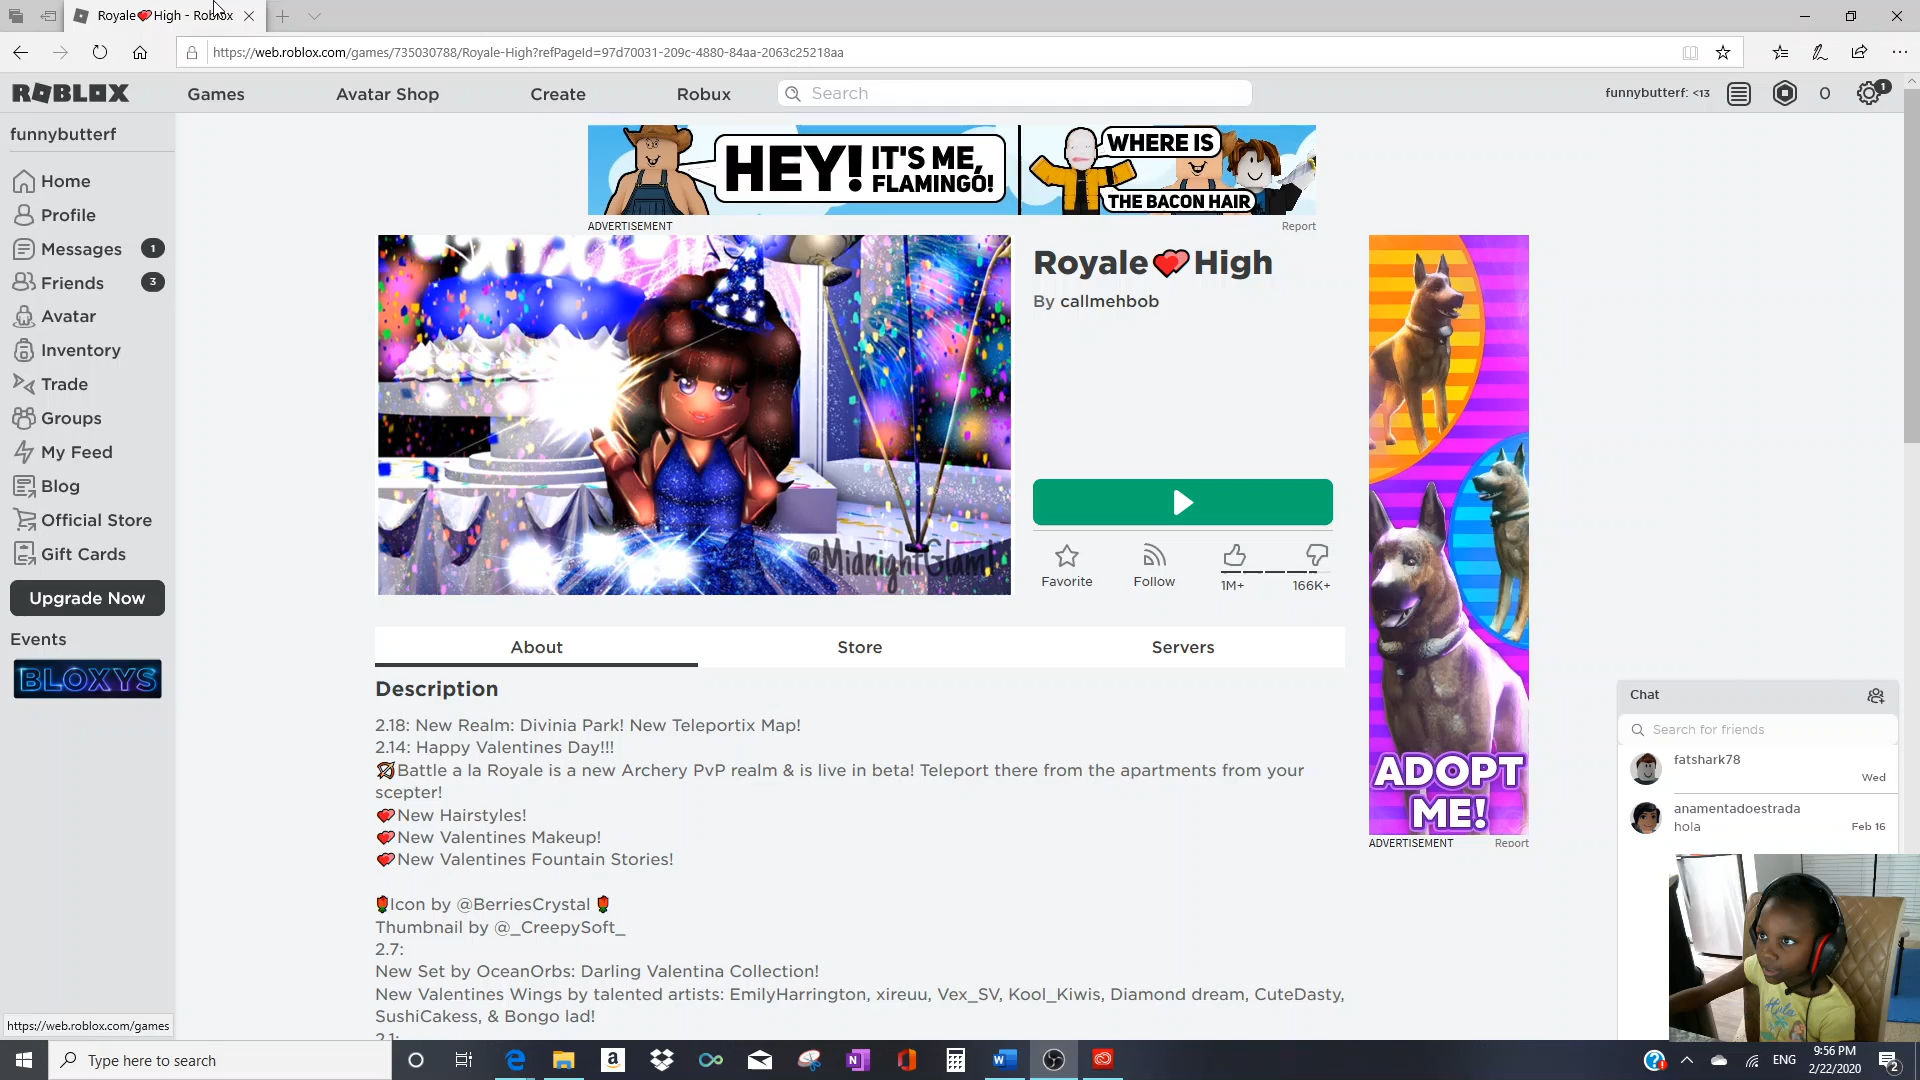 Royale❤High - Roblox
https://web.roblox.com/games/735030788/Royale-High?refPageId=97d70031-209c-4880-84aa-2063c25218aa
ROBLOX
Games
Avatar Shop
Create
Robux
Search
funnybutterf: <13
0
1
funnybutterf
Home
Profile
Messages 1
Friends 3
Avatar
Inventory
Trade
Groups
My Feed
Blog
Official Store
Gift Cards
Upgrade Now
Events
BLOXYS
HEY! IT'S ME, FLAMINGO!
WHERE IS
THE BACON HAIR
ADVERTISEMENT
Report
@MidnightGlam
Royale💕High
By callmehbob
Favorite
Follow
1M+
166K+
About
Store
Servers
Description
2.18: New Realm: Divinia Park! New Teleportix Map!
2.14: Happy Valentines Day!!!
🏹Battle a la Royale is a new Archery PvP realm & is live in beta! Teleport there from the apartments from your
scepter!
💕New Hairstyles!
💕New Valentines Makeup!
💕New Valentines Fountain Stories!
🌹Icon by @BerriesCrystal🌹
Thumbnail by @_CreepySoft_
2.7:
New Set by OceanOrbs: Darling Valentina Collection!
New Valentines Wings by talented artists: EmilyHarrington, xireuu, Vex_SV, Kool_Kiwis, Diamond dream, CuteDasty,
SushiCakess, & Bongo lad!
2.1:
ADOPT
ME!
ADVERTISEMENT
Report
Chat
Search for friends
fatshark78
Wed
anamentadoestrada
hola
Feb 16
https://web.roblox.com/games
Type here to search
ENG
9:56 PM
2/22/2020
2